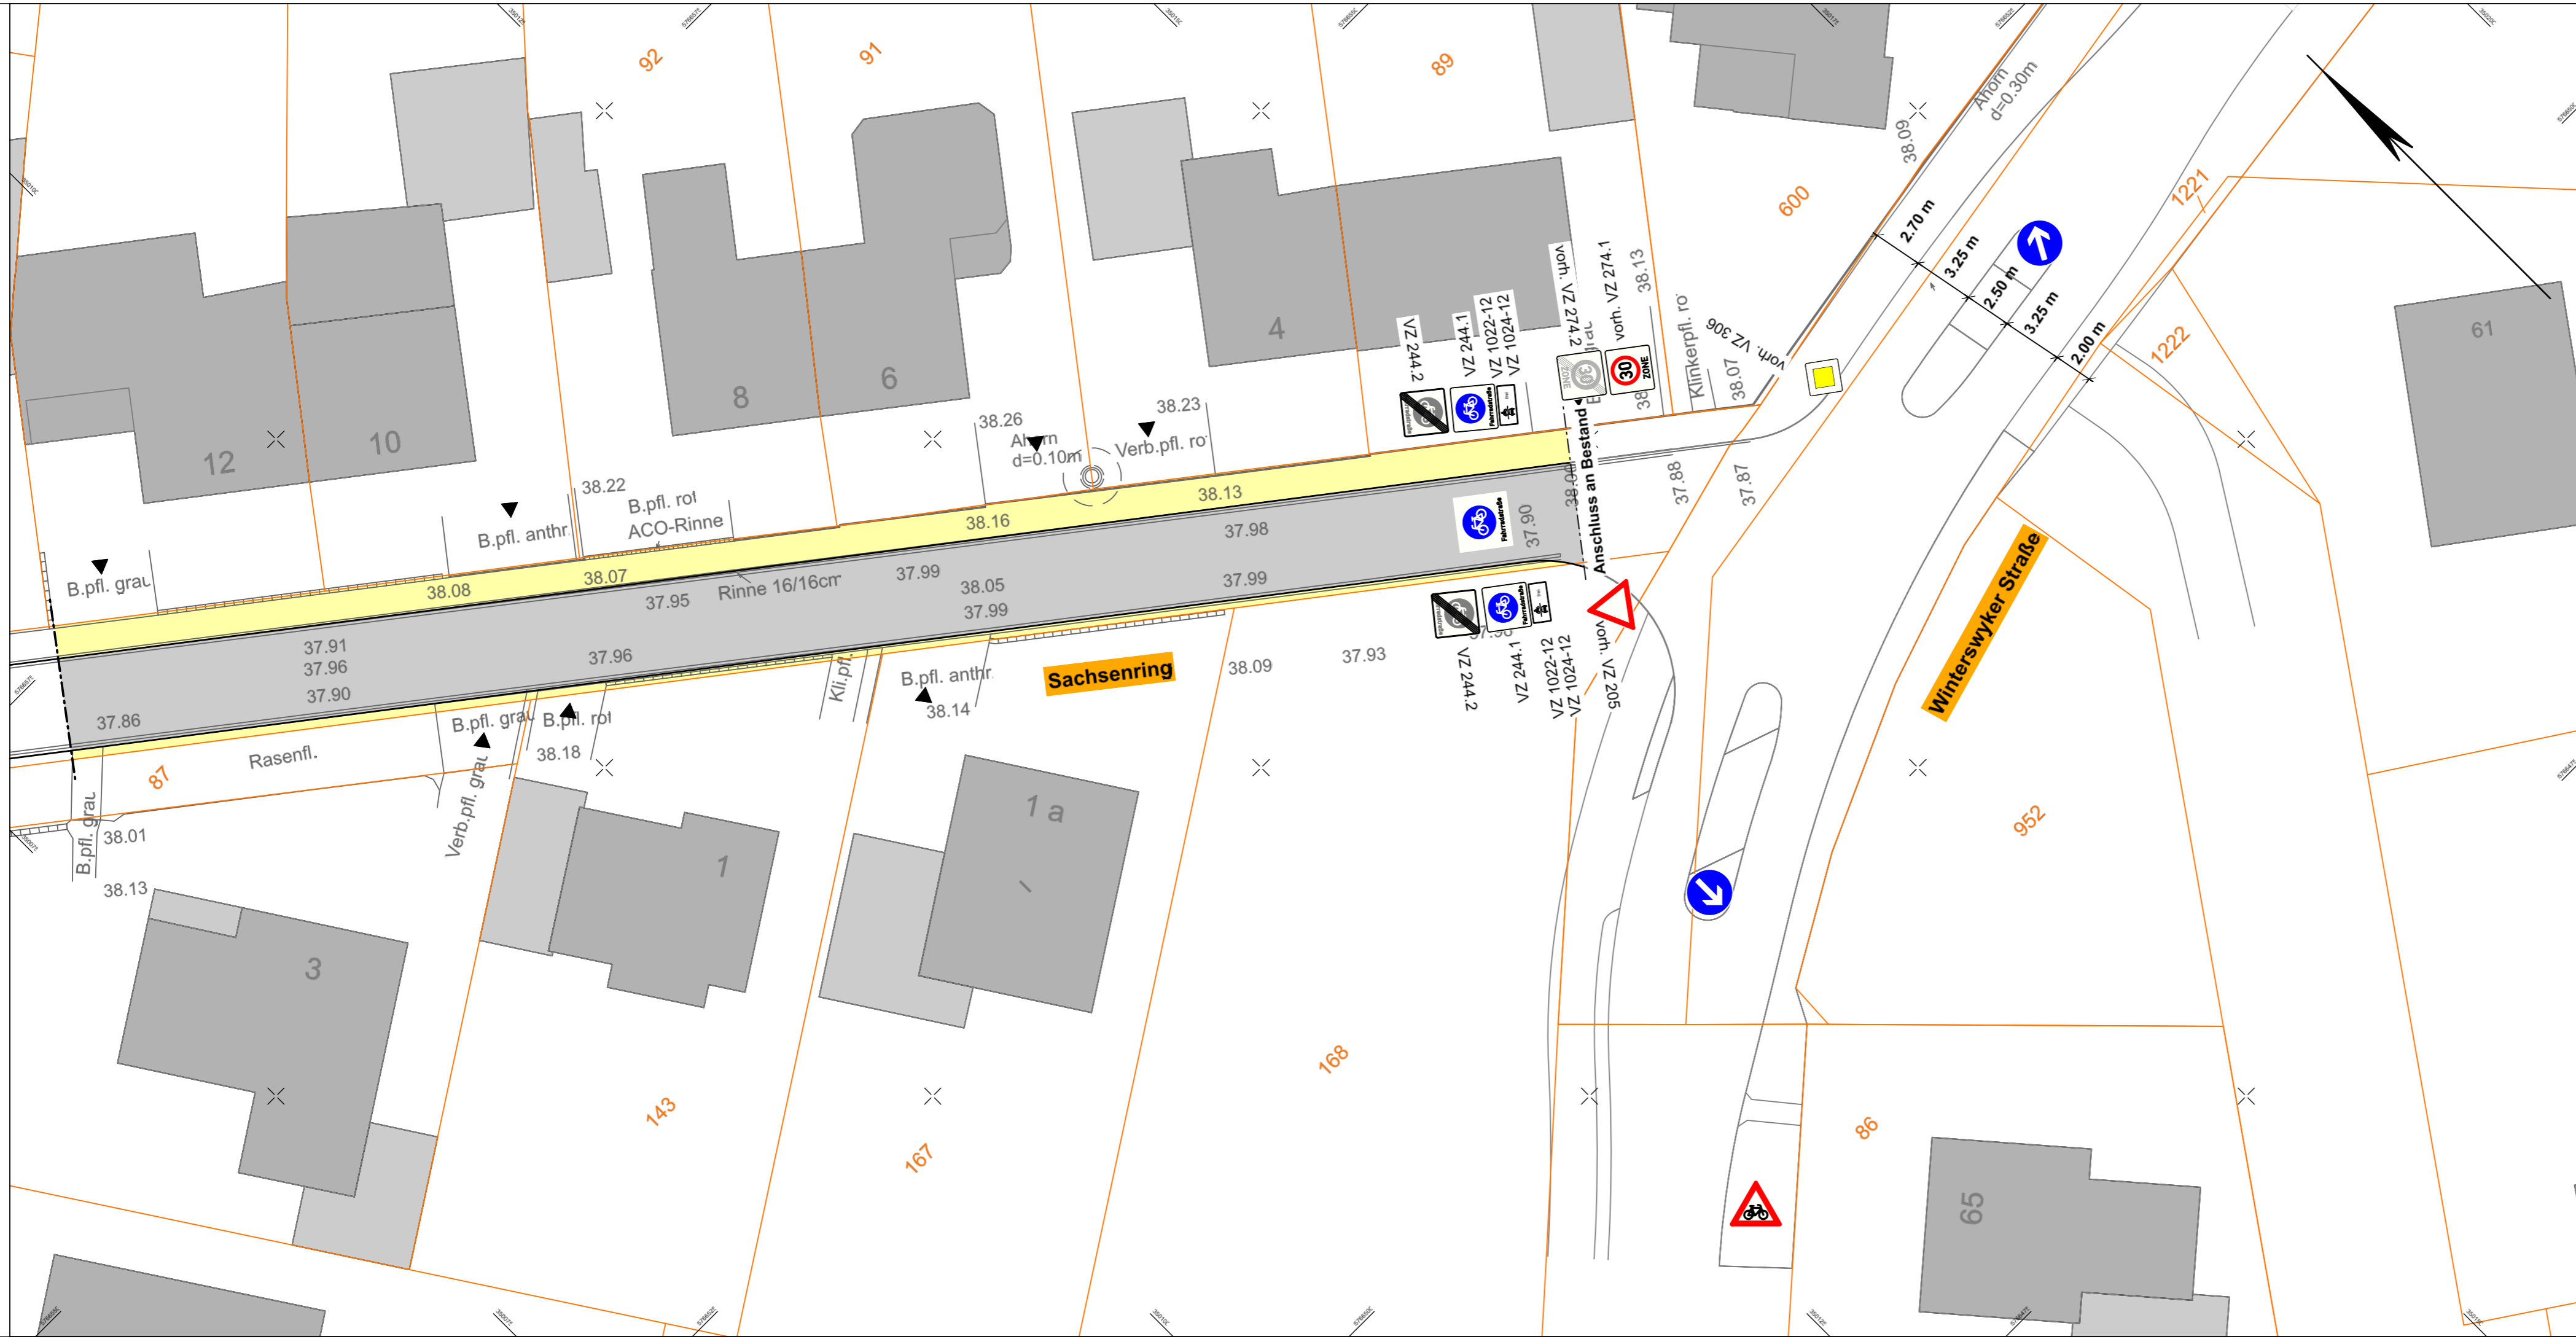 92
91
89
Ahorn
d=0.30m
38.09
600
2.70 m
3.25 m
2.50 m
3.25 m
2.00 m
1221
1222
61
12
10
8
6
4
VZ 244.2
VZ 244.1
VZ 1022-12
VZ 1024-12
vorh. VZ 274.2
vorh. VZ 274.1
38.13
30
ZONE
30
ZONE
Klinkerpfl. ro
38.07
vorh. VZ 306
38.26
Ahorn
d=0.10m
38.23
Verb.pfl. ro
38.22
B.pfl. rot
ACO-Rinne
B.pfl. anthr.
B.pfl. grau
38.13
38.16
38.07
38.08
37.98
37.90
37.88
37.87
Fahrradstraße
Anschluss an Bestand
37.99
38.05
37.99
37.99
Rinne 16/16cm
37.95
37.96
37.91
37.96
37.90
37.86
VZ 244.2
VZ 244.1
VZ 1022-12
VZ 1024-12
vorh. VZ 205
37.93
38.09
Sachsenring
Winterswyker Straße
Kli.pfl.
B.pfl. anthr.
38.14
B.pfl. grau
B.pfl. rot
38.18
Verb.pfl. grau
Rasenfl.
87
B.pfl. grau
38.01
38.13
3
1
1 a
143
167
168
952
86
65